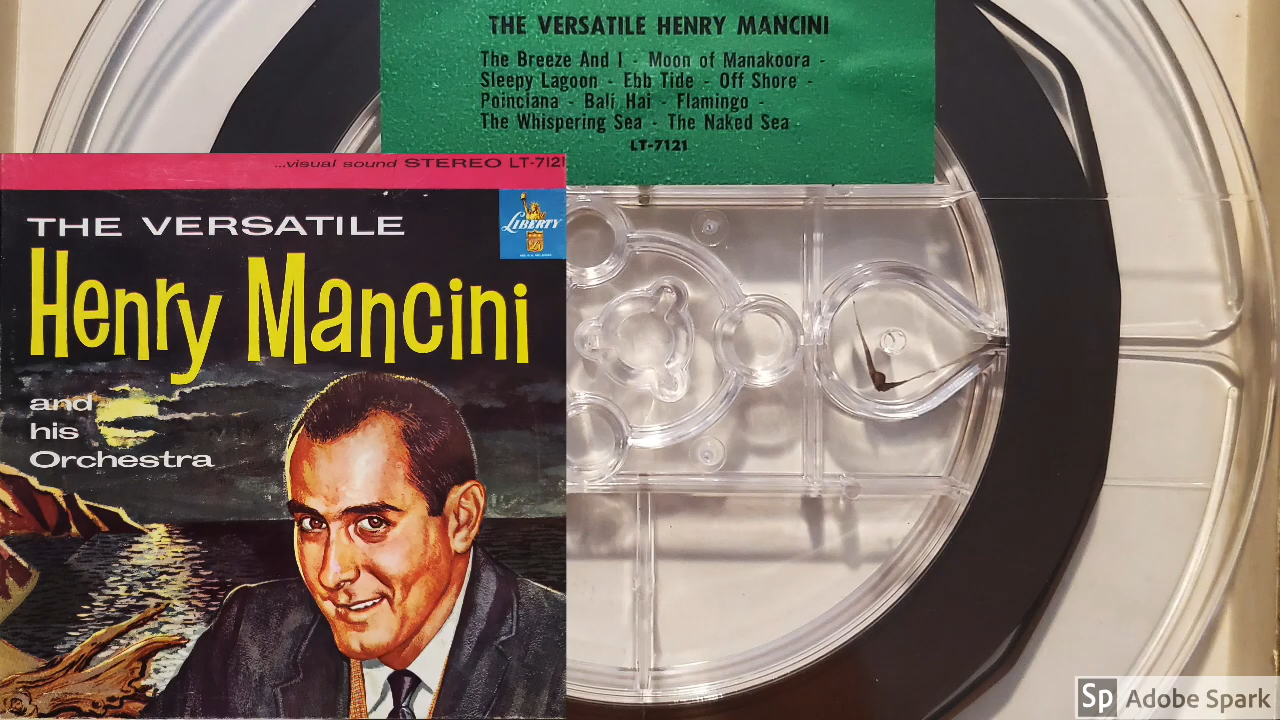 THE VERSATILE HENRY MANCINI
The Breeze And I - Moon of Manakoora -
Sleepy Lagoon - Ebb Tide - Off Shore -
Poinciana - Bali Hai - Flamingo -
The Whispering Sea - The Naked Sea
LT-7121
...visual sound STEREO LT-7121
THE VERSATILE
LIBERTY
Henry Mancini
and
his
Orchestra
Sp Adobe Spark